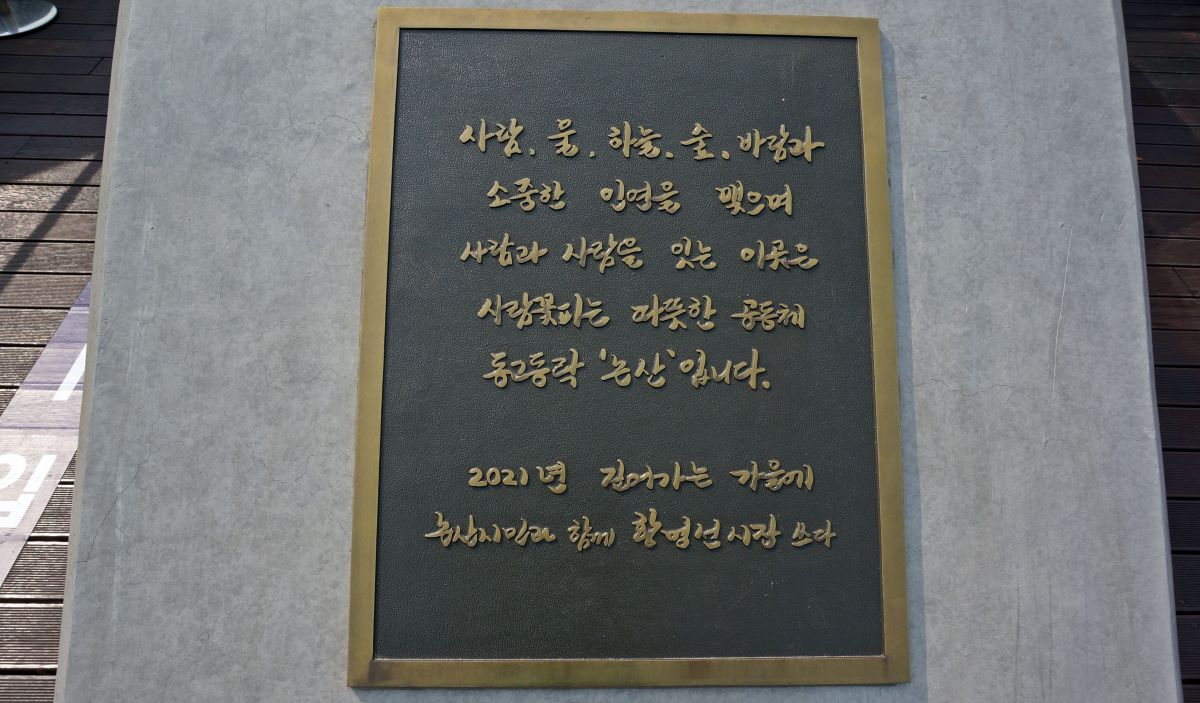 사람.물.하늘.숲.바람과
소중한 인연을 맺으며
사람과 사람을 잇는 이곳은
사람꽃피는 따뜻한 공동체
동고동락 '논산'입니다.
2021년 깊어가는 가을에
논산시민과 함께 황명선 시장 쓰다